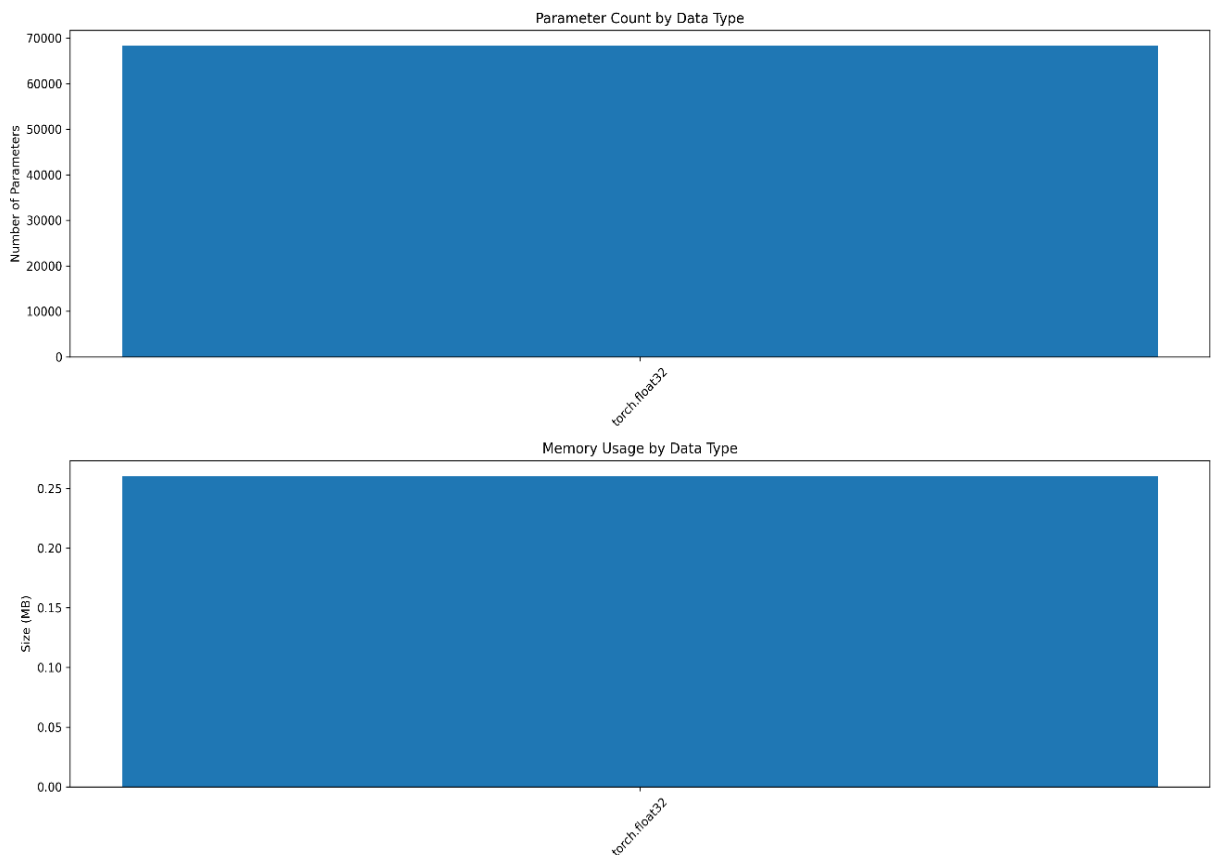 Parameter Count by Data Type
Number of Parameters
70000
60000
50000
40000
30000
20000
10000
0
torch.float32
Memory Usage by Data Type
Size (MB)
0.25
0.20
0.15
0.10
0.05
0.00
torch.float32